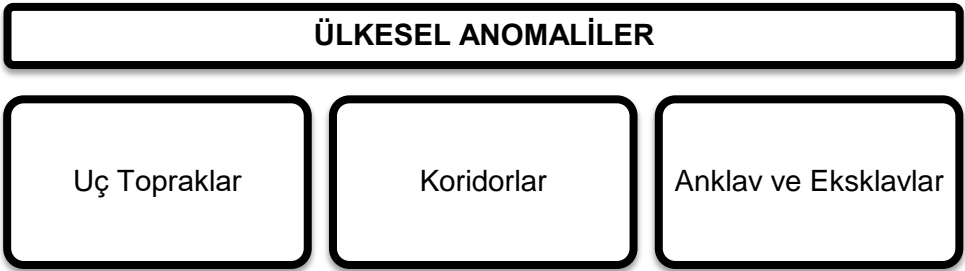 ÜLKESEL ANOMALİLER
Uç Topraklar
Koridorlar
Anklav ve Eksklavlar